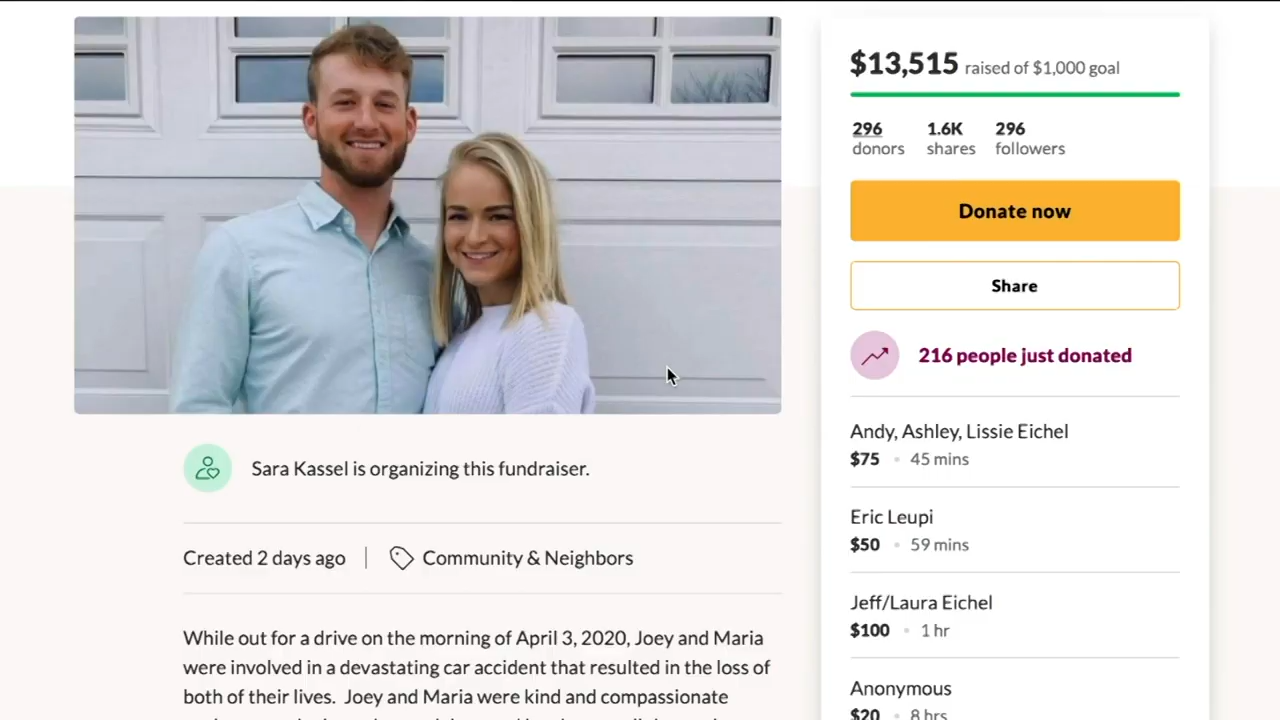 $13,515 raised of $1,000 goal
296 1.6K 296
donors shares followers
Donate now
Share
216 people just donated
Andy, Ashley, Lissie Eichel
$75 • 45 mins
Eric Leupi
$50 • 59 mins
Jeff/Laura Eichel
$100 • 1 hr
Anonymous
$20 • 8 hrs
Sara Kassel is organizing this fundraiser.
Created 2 days ago | Community & Neighbors
While out for a drive on the morning of April 3, 2020, Joey and Maria
were involved in a devastating car accident that resulted in the loss of
both of their lives. Joey and Maria were kind and compassionate